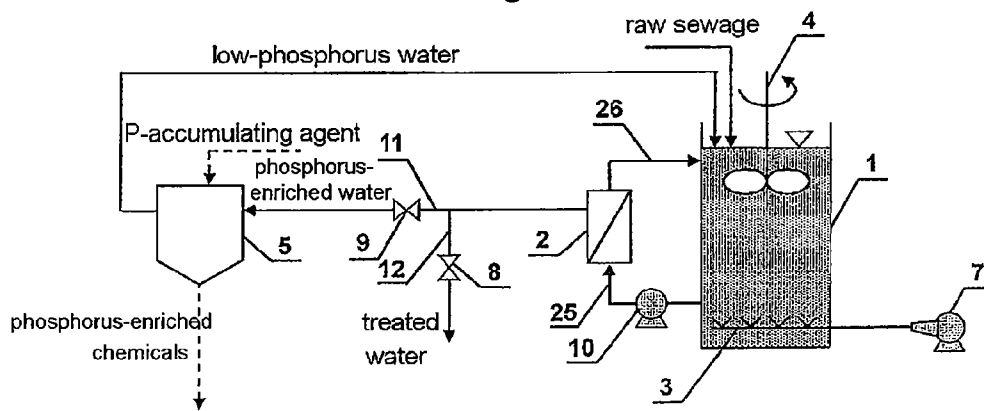 raw sewage
4
low-phosphorus water
P-accumulating agent
11
26
phosphorus-
enriched water
1
5
9
12
8
2
7
25
10
treated
water
phosphorus-enriched
chemicals
3